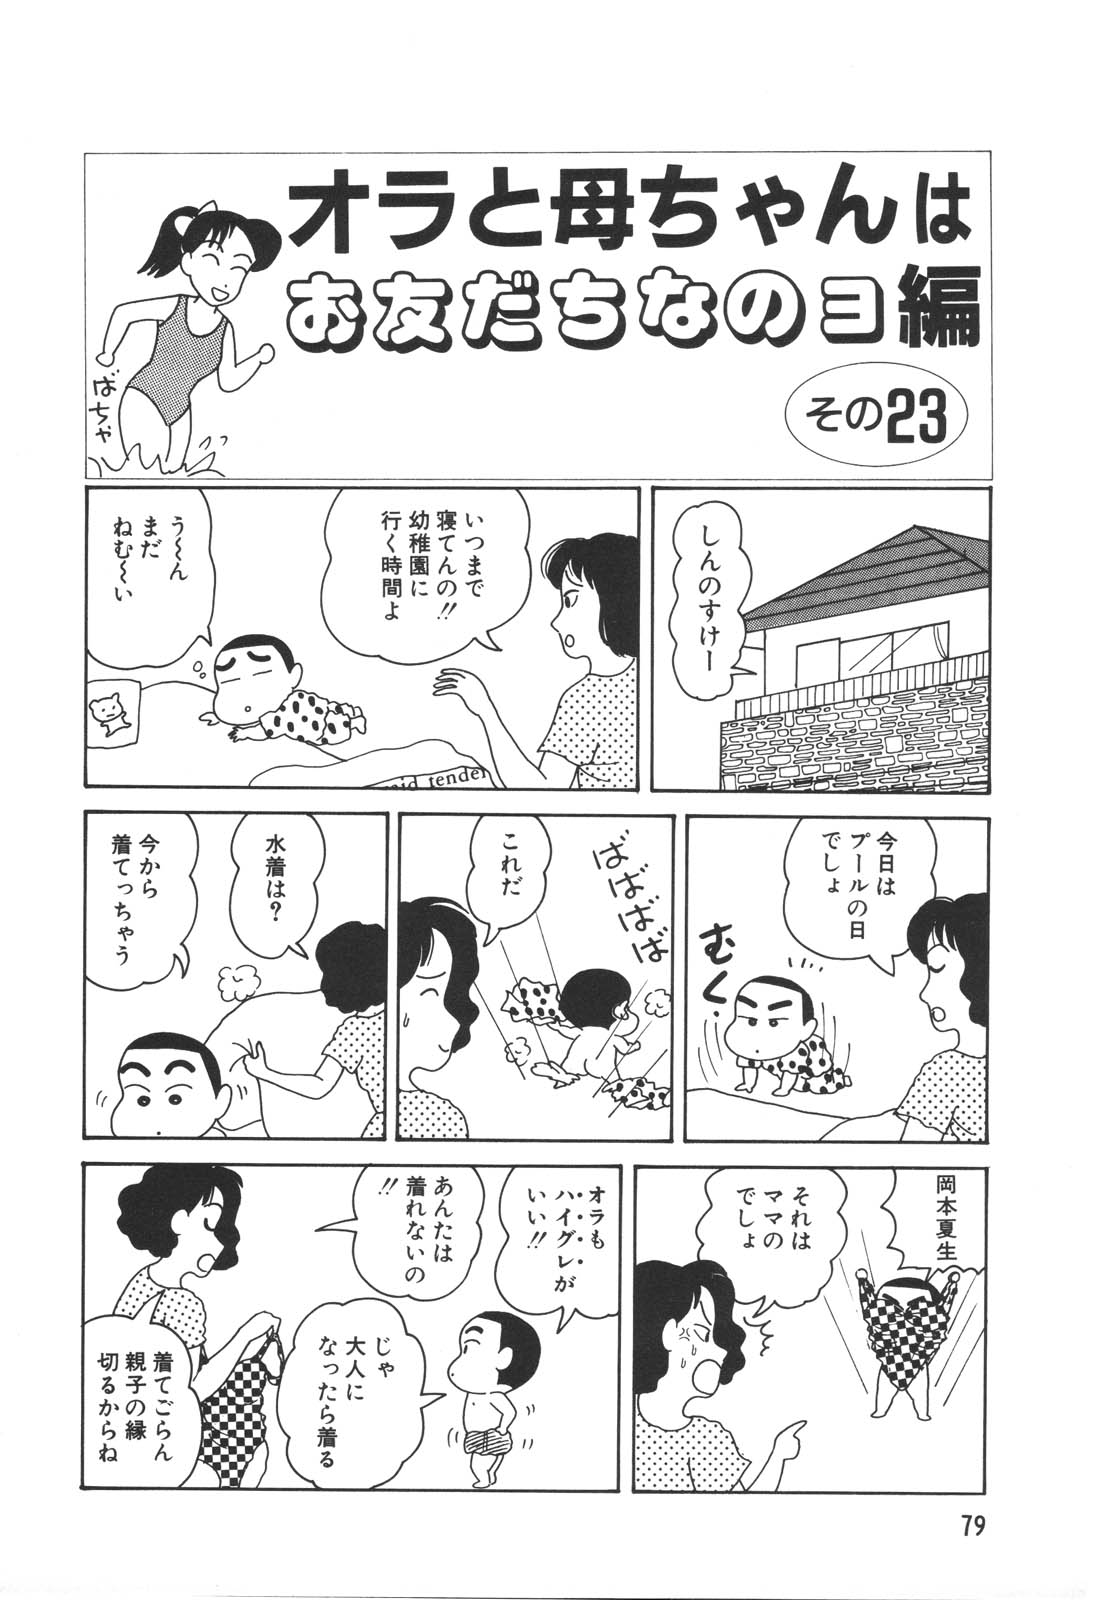 オラと母ちゃんは
お友だちなのヨ編
その23
ばちゃ
しんのすけー
いつまで
寝てんの!!
幼稚園に
行く時間よ
う〜ん
まだ
ねむ〜い
mid tender
今日は
プールの日
でしょ
むく
ばばばば
これだ
水着は?
今から
着てっちゃう
岡本夏生
それは
ママの
でしょ
オラも
ハイグレが
いい!!
あんたは
着れないの
!!
じゃ
大人に
なったら着る
着てごらん
親子の縁
切るからね
79